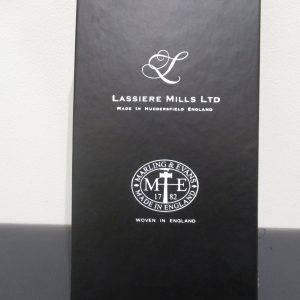 L
LASSIERE MILLS LTD
MADE IN HUDDERSFIELD ENGLAND
MARLING & EVANS
M E
17 82
MADE IN ENGLAND
WOVEN IN ENGLAND